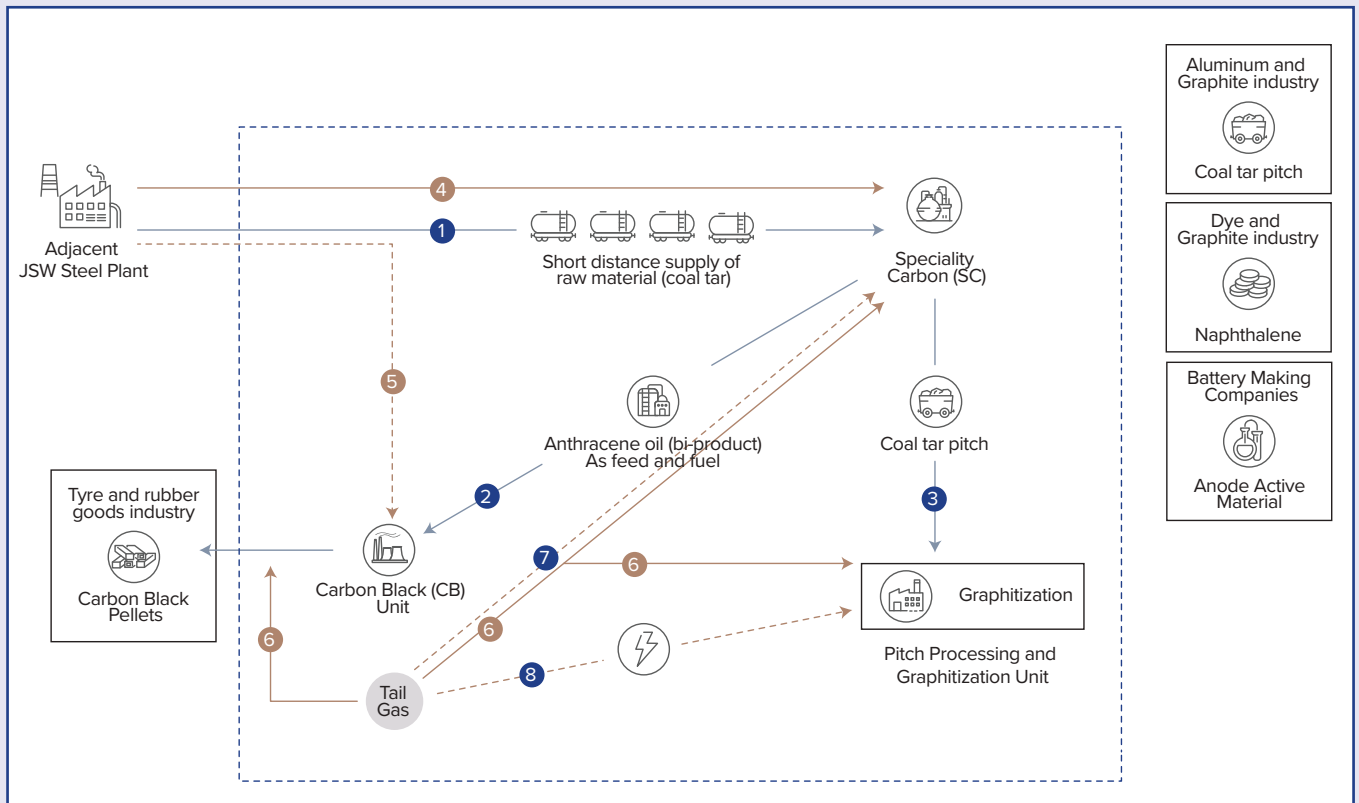 Aluminum and
Graphite industry
Coal tar pitch
Dye and
Graphite industry
Naphthalene
Battery Making
Companies
Anode Active
Material
4
1
Adjacent
JSW Steel Plant
Short distance supply of
raw material (coal tar)
Speciality
Carbon (SC)
5
Anthracene oil (bi-product)
As feed and fuel
Coal tar pitch
2
3
Tyre and rubber
goods industry
Carbon Black
Pellets
Carbon Black (CB)
Unit
7
6
Graphitization
Pitch Processing and
Graphitization Unit
6
6
8
Tail
Gas